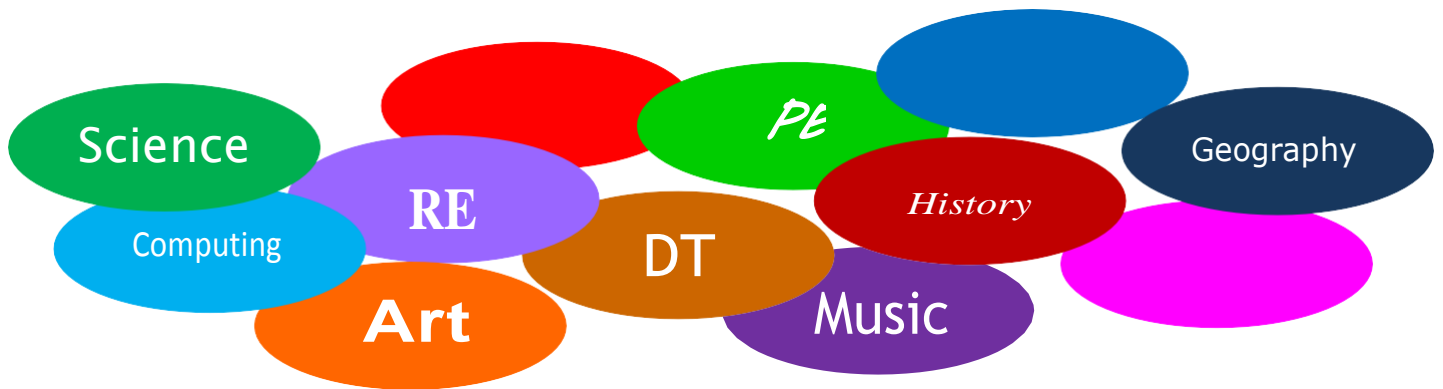 PE
Science
Geography
RE
History
Computing
DT
Art
Music